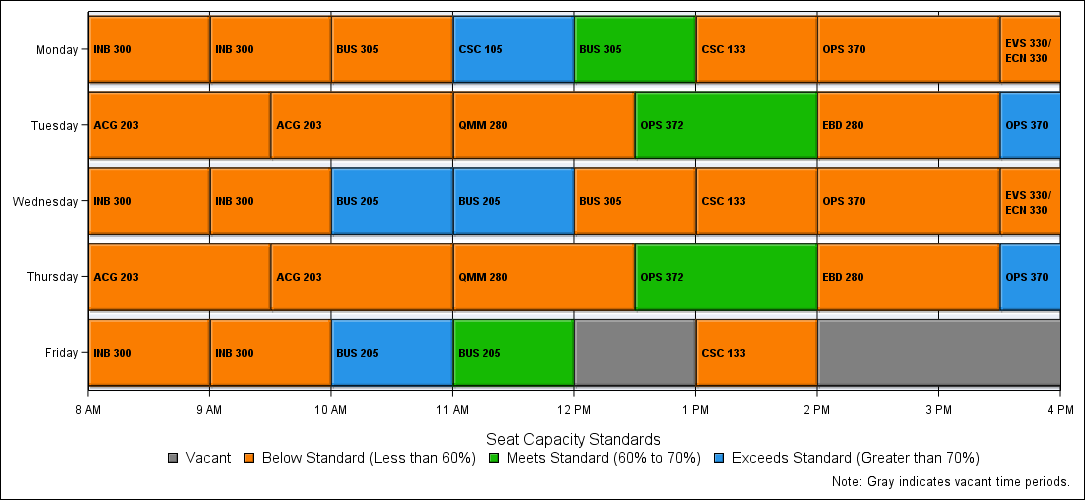 Monday
INB 300
INB 300
BUS 305
CSC 105
BUS 305
CSC 133
OPS 370
EVS 330/
ECN 330
Tuesday
ACG 203
ACG 203
QMM 280
OPS 372
EBD 280
OPS 370
Wednesday
INB 300
INB 300
BUS 205
BUS 205
BUS 305
CSC 133
OPS 370
EVS 330/
ECN 330
Thursday
ACG 203
ACG 203
QMM 280
OPS 372
EBD 280
OPS 370
Friday
INB 300
INB 300
BUS 205
BUS 205
CSC 133
8 AM
9 AM
10 AM
11 AM
12 PM
1 PM
2 PM
3 PM
4 PM
Seat Capacity Standards
Vacant
Below Standard (Less than 60%)
Meets Standard (60% to 70%)
Exceeds Standard (Greater than 70%)
Note: Gray indicates vacant time periods.